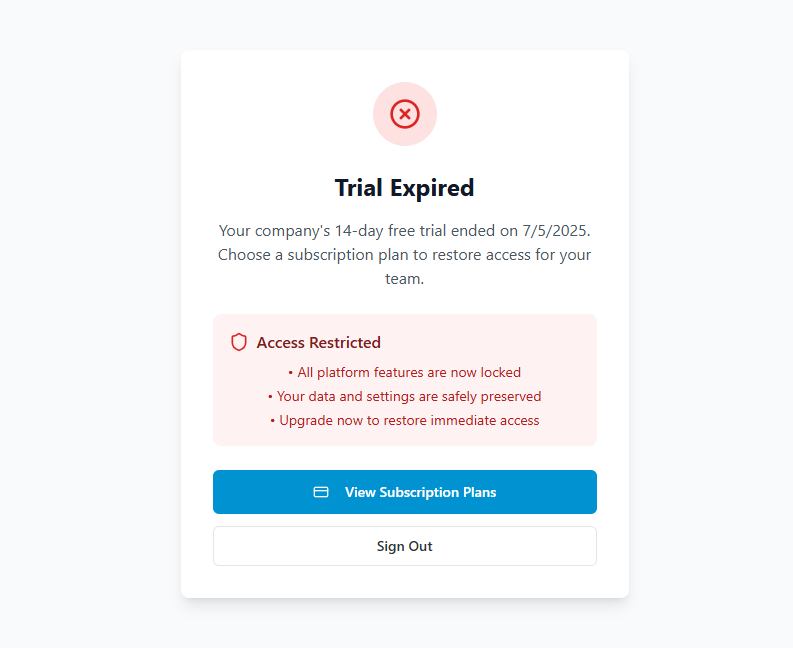 Trial Expired
Your company's 14-day free trial ended on 7/5/2025.
Choose a subscription plan to restore access for your
team.
Access Restricted
• All platform features are now locked
• Your data and settings are safely preserved
• Upgrade now to restore immediate access
View Subscription Plans
Sign Out